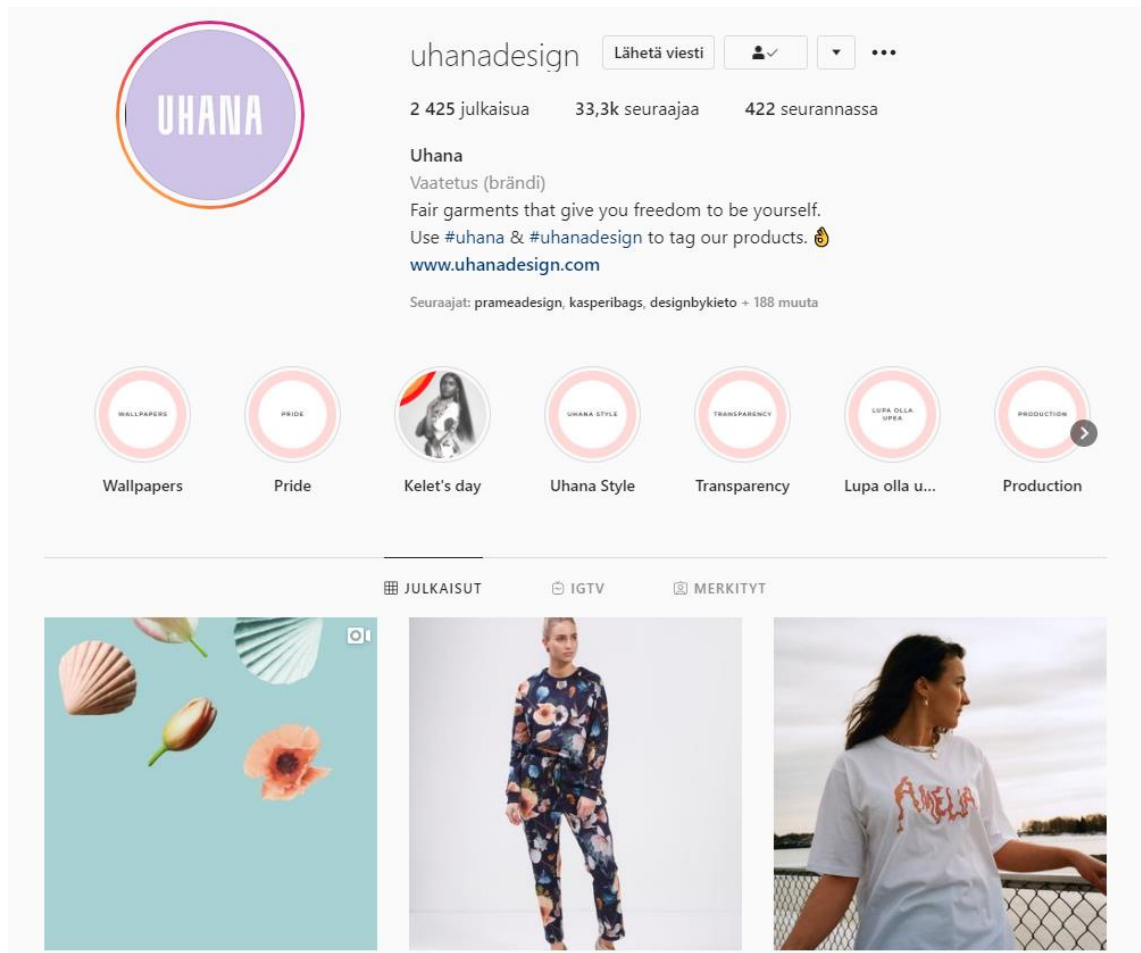 UHANA
uhanadesign Lähetä viesti
2 425 julkaisua 33,3k seuraajaa 422 seurannassa
Uhana
Vaatetus (brändi)
Fair garments that give you freedom to be yourself.
Use #uhana & #uhanadesign to tag our products. 👌
www.uhanadesign.com
Seuraajat: prameadesign, kasperibags, designbykieto + 188 muuta
WALLPAPERS PRIDE UHANA STYLE TRANSPARENCY LUPA OLLA UPEA PRODUCTION
Wallpapers Pride Kelet's day Uhana Style Transparency Lupa olla u... Production
JULKAISUT IGTV MERKITYT
AMELIA